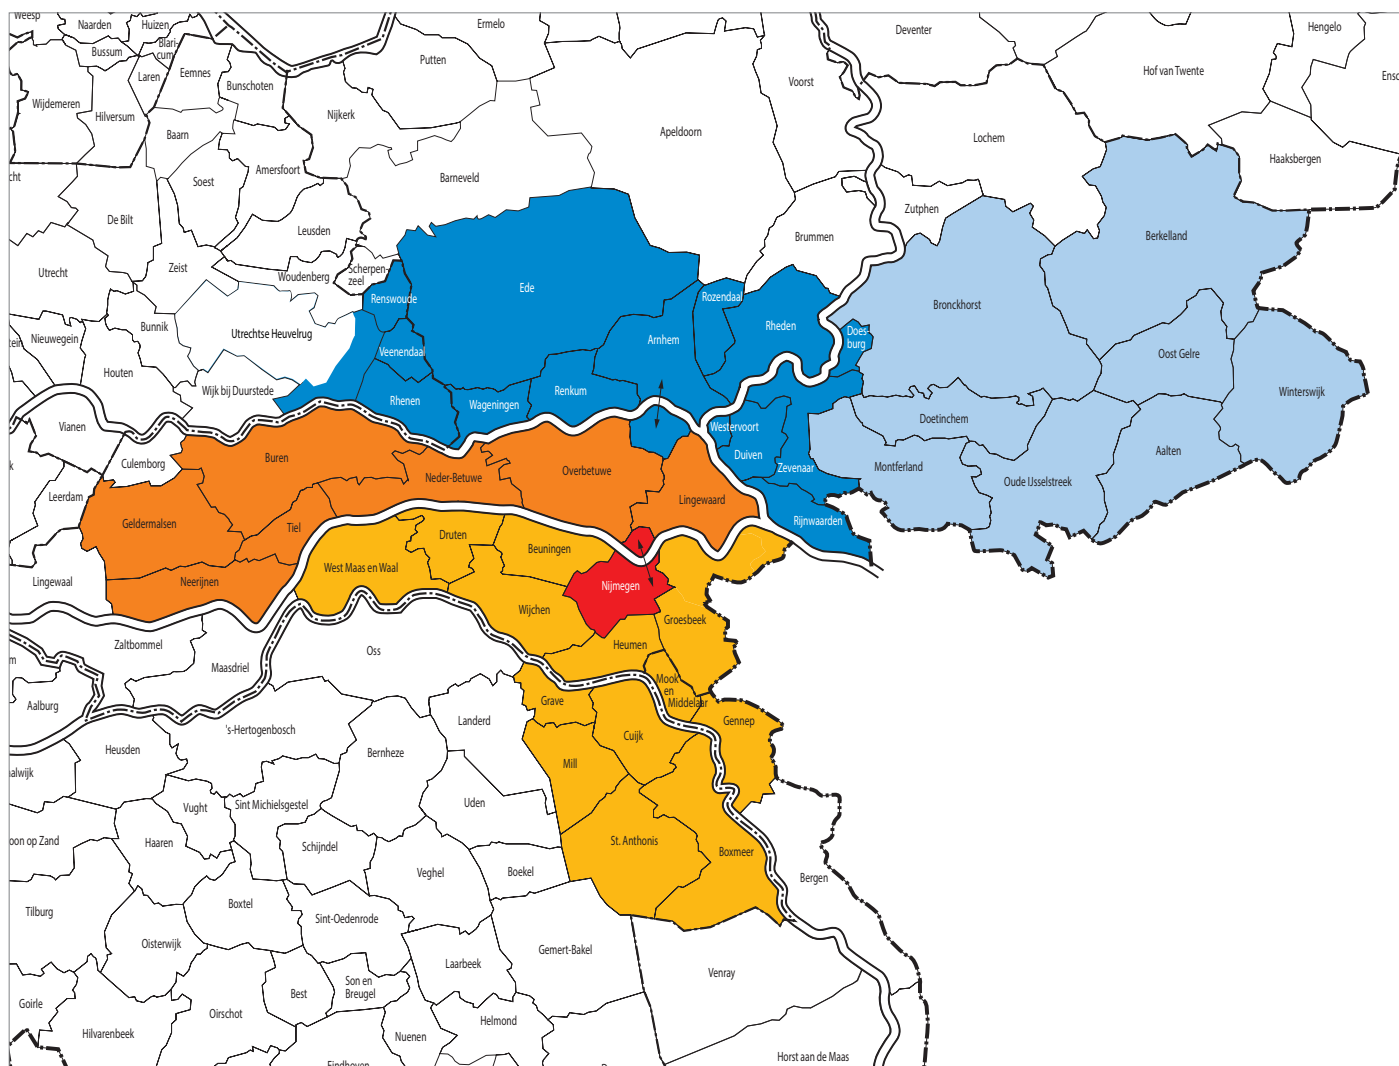 Weesp
Naarden
Huizen
Ermelo
Deventer
Hengelo
Bussum
Blari-
cum
Putten
Voorst
Hof van Twente
Ensc
Laren
Eemnes
Bunschoten
Wijdemeren
Hilversum
Nijkerk
Apeldoorn
Lochem
Baarn
Haaksbergen
cht
Soest
Amersfoort
Barneveld
De Bilt
Leusden
Zutphen
Brummen
Berkelland
Utrecht
Zeist
Woudenberg
Scherpen-
zeel
Renswoude
Ede
Rozendaal
Bronckhorst
Bunnik
Nieuwegein
tein
Utrechtse Heuvelrug
Rheden
Does-
burg
Arnhem
Veenendaal
Oost Gelre
Houten
Wijk bij Duurstede
Rhenen
Wageningen
Renkum
Winterswijk
Vianen
Westervoort
Doetinchem
Culemborg
Buren
Duiven
Aalten
k
Neder-Betuwe
Overbetuwe
Zevenaar
Montferland
Oude IJsselstreek
Leerdam
Geldermalsen
Tiel
Lingewaard
Rijnwaarden
Druten
Beuningen
Lingewaal
Neerijnen
West Maas en Waal
Nijmegen
Wijchen
Groesbeek
Zaltbommel
Heumen
Oss
m
Maasdriel
Mook
en
Middelaar
Aalburg
Grave
Landerd
Gennep
's-Hertogenbosch
Cuijk
Heusden
Bernheze
Mill
alwijk
Vught
Sint Michielsgestel
Uden
oon op Zand
Haaren
Schijndel
St. Anthonis
Boxmeer
Veghel
Boekel
Bergen
Tilburg
Boxtel
Sint-Oedenrode
Oisterwijk
Gemert-Bakel
Laarbeek
Venray
Son en
Breugel
Best
Goirle
Oirschot
Helmond
Hilvarenbeek
Nuenen
Horst aan de Maas
Eindhoven